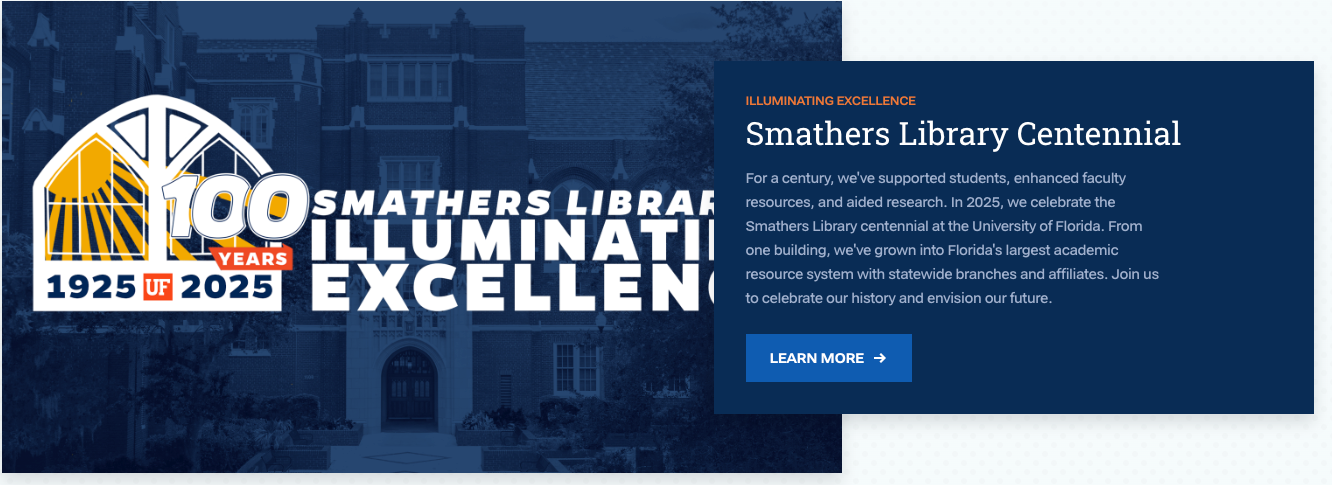 100
YEARS
1925 UF 2025
SMATHERS LIBRAR
ILLUMINATI
EXCELLEN
ILLUMINATING EXCELLENCE
Smathers Library Centennial
For a century, we've supported students, enhanced faculty
resources, and aided research. In 2025, we celebrate the
Smathers Library centennial at the University of Florida. From
one building, we've grown into Florida's largest academic
resource system with statewide branches and affiliates. Join us
to celebrate our history and envision our future.
LEARN MORE →